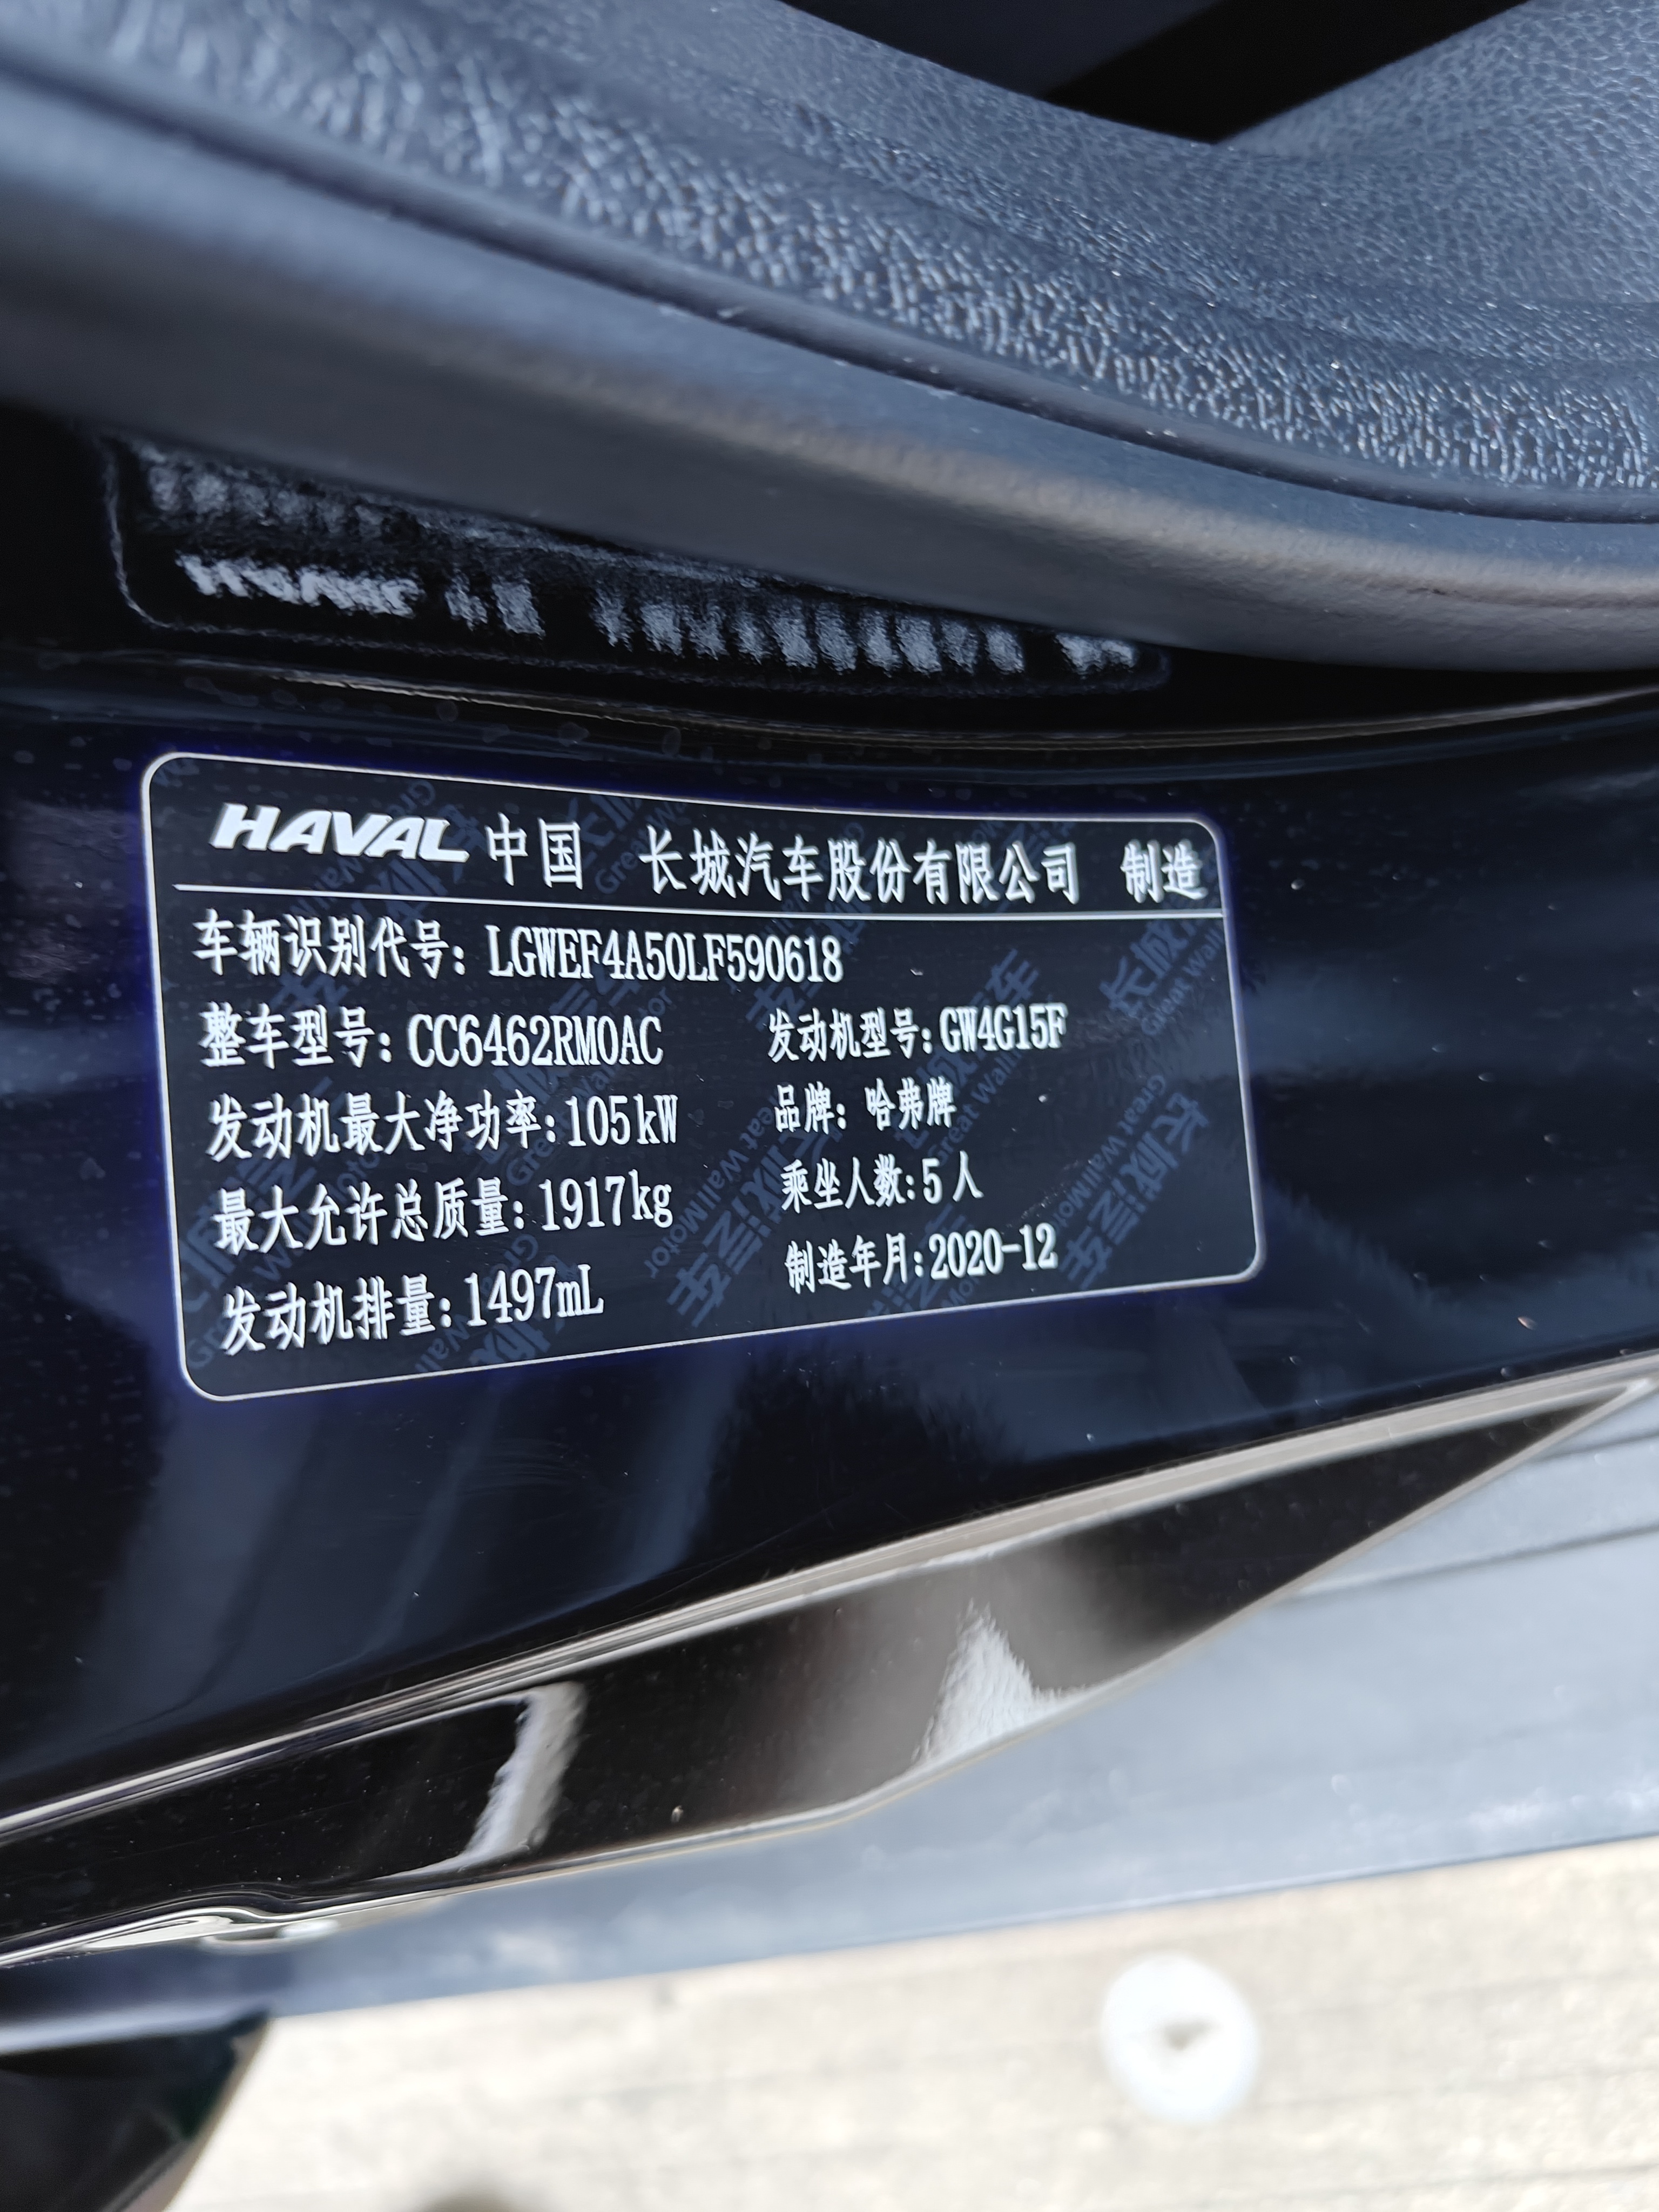 HAVAL 中国 长城汽车股份有限公司 制造
车辆识别代号: LGWEF4A50LF590618
整车型号: CC6462RM0AC 发动机型号: GW4G15F
发动机最大净功率: 105kW 品牌: 哈弗牌
最大允许总质量: 1917kg 乘坐人数: 5人
发动机排量: 1497mL 制造年月: 2020-12